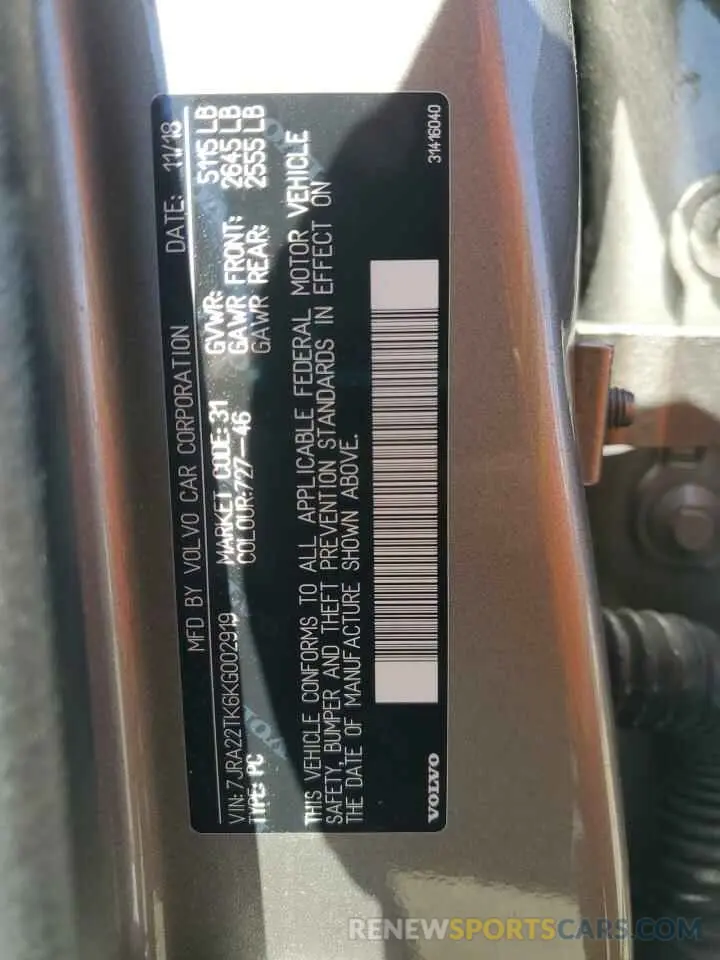 MFD BY VOLVO CAR CORPORATION DATE: 11/18
VIN: 7JRA22TK6KG002919 MARKET CODE: 31 GVWR: 5115 LB
TYPE: PC COLOUR:727-46 GAWR FRONT: 2645 LB
GAWR REAR: 2555 LB
THIS VEHICLE CONFORMS TO ALL APPLICABLE FEDERAL MOTOR VEHICLE
SAFETY, BUMPER AND THEFT PREVENTION STANDARDS IN EFFECT ON
THE DATE OF MANUFACTURE SHOWN ABOVE.
VOLVO 31416040
RENEWSPORTSCARS.COM